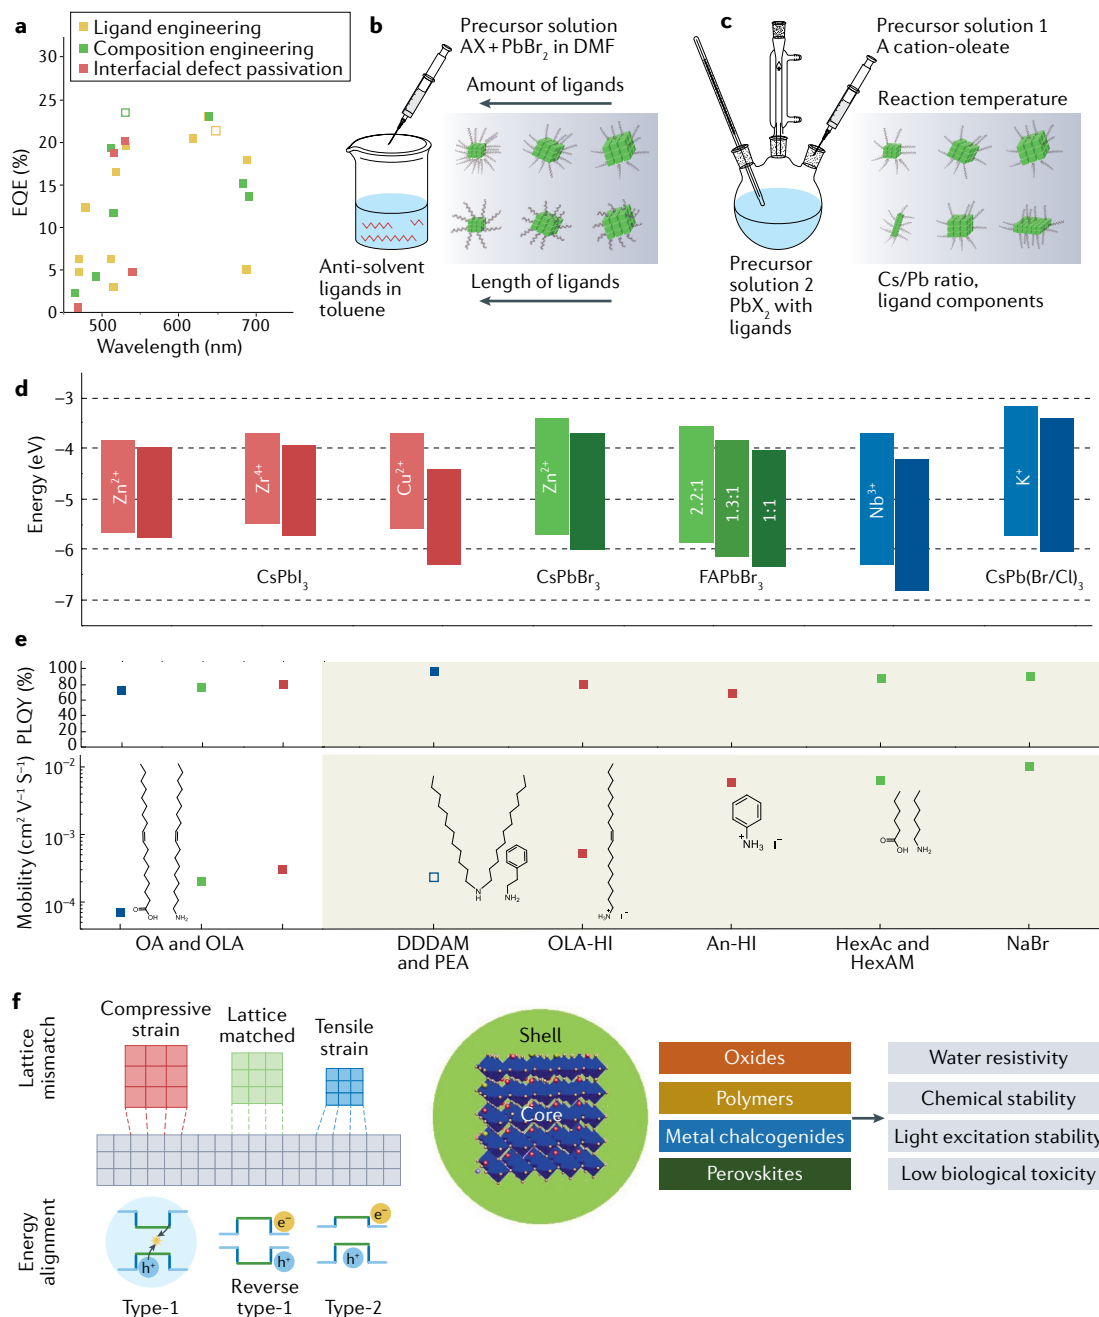 a
Ligand engineering
Composition engineering
Interfacial defect passivation
30
25
20
15
10
5
0
EQE (%)
500
600
700
Wavelength (nm)
b
Precursor solution
AX + PbBr₂ in DMF
Amount of ligands
Anti-solvent
ligands in
toluene
Length of ligands
c
Precursor solution 1
A cation-oleate
Reaction temperature
Precursor
solution 2
PbX₂ with
ligands
Cs/Pb ratio,
ligand components
d
Energy (eV)
−3
−4
−5
−6
−7
Zn²⁺
Zr⁴⁺
Cu²⁺
Zn²⁺
2.2:1
1.3:1
1:1
Nb³⁺
K⁺
CsPbI₃
CsPbBr₃
FAPbBr₃
CsPb(Br/Cl)₃
e
PLQY (%)
100
80
60
40
20
0
Mobility (cm² V⁻¹ S⁻¹)
10⁻²
10⁻³
10⁻⁴
O
OH
NH₂
N
H
NH₂
H₃N⁺
I⁻
NH₃⁺
I⁻
O
OH
NH₂
OA and OLA
DDDAM
and PEA
OLA-HI
An-HI
HexAc and
HexAM
NaBr
f
Lattice
mismatch
Compressive
strain
Lattice
matched
Tensile
strain
Energy
alignment
h⁺
e⁻
h⁺
e⁻
h⁺
Type-1
Reverse
type-1
Type-2
Shell
Core
Oxides
Polymers
Metal chalcogenides
Perovskites
Water resistivity
Chemical stability
Light excitation stability
Low biological toxicity